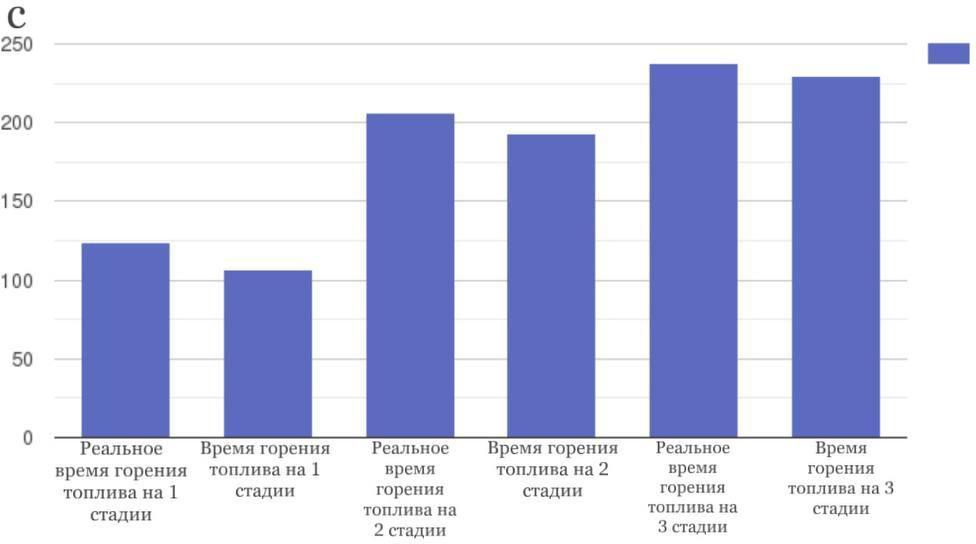 с
250
200
150
100
50
0
Реальное
время горения
топлива на 1
стадии
Время горения
топлива на 1
стадии
Реальное
время
горения
топлива на
2 стадии
Время горения
топлива на 2
стадии
Реальное
время
горения
топлива на
3 стадии
Время
горения
топлива на 3
стадии